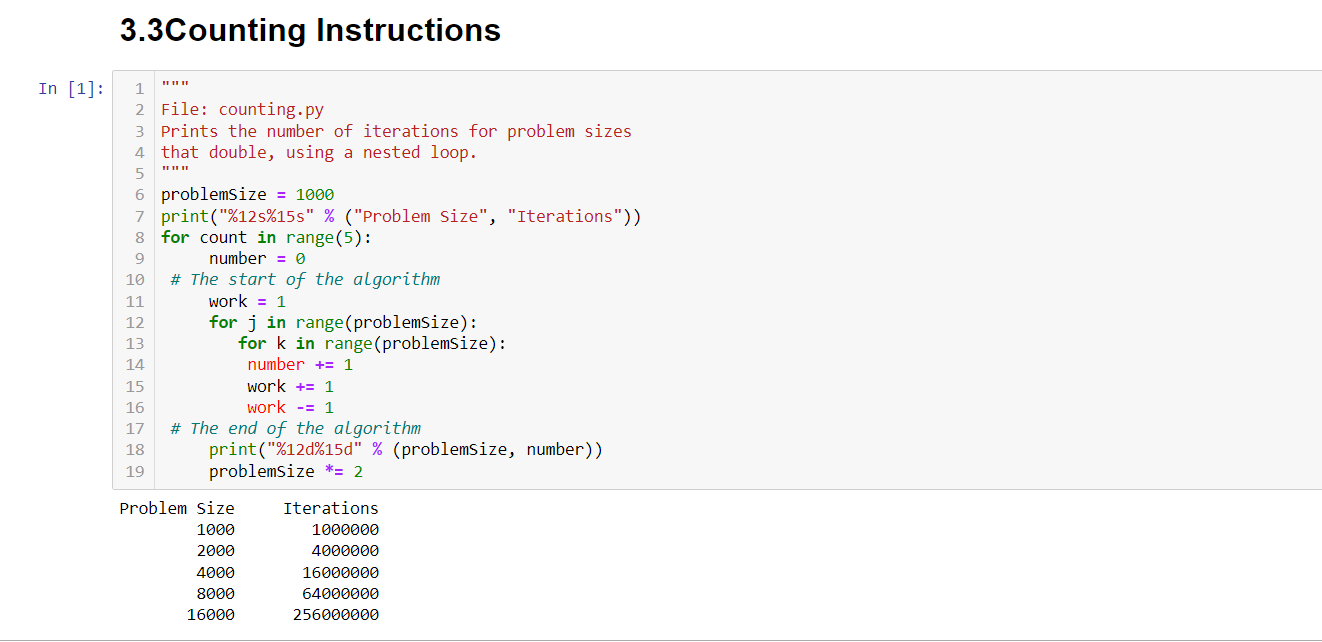 3.3Counting Instructions
In [1]:
1 """
2 File: counting.py
3 Prints the number of iterations for problem sizes
4 that double, using a nested loop.
5 """
6 problemSize = 1000
7 print("%12s%15s" % ("Problem Size", "Iterations"))
8 for count in range(5):
9      number = 0
10  # The start of the algorithm
11      work = 1
12      for j in range(problemSize):
13         for k in range(problemSize):
14          number += 1
15          work += 1
16          work -= 1
17  # The end of the algorithm
18      print("%12d%15d" % (problemSize, number))
19      problemSize *= 2
Problem Size     Iterations
        1000        1000000
        2000        4000000
        4000       16000000
        8000       64000000
       16000      256000000